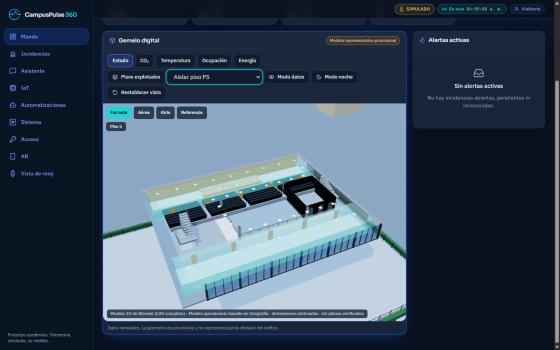 CampusPulse 360
SIMULADO
En vivo 04:09:00 a. m.
Visitante
Mando
Incidencias
Asistente
IoT
Automatizaciones
Sistema
Acceso
AR
Vista de reloj
Gemelo digital
Modelo representativo provisional
Estado
CO₂
Temperatura
Ocupación
Energía
Pisos explotados
Aislar piso P5
Modo datos
Modo noche
Restablecer vista
Fachada
Aérea
Atrio
Referencia
Piso 5
Modelo 3D de Blender (LOD completo) · Modelo aproximado basado en fotografía · dimensiones estimadas · sin planos verificados
Datos simulados. La geometría es provisional y no representa planos oficiales del edificio.
Alertas activas
Sin alertas activas
No hay incidencias abiertas, pendientes ni reconocidas.
Prototipo académico. Telemetría simulada, no medida.